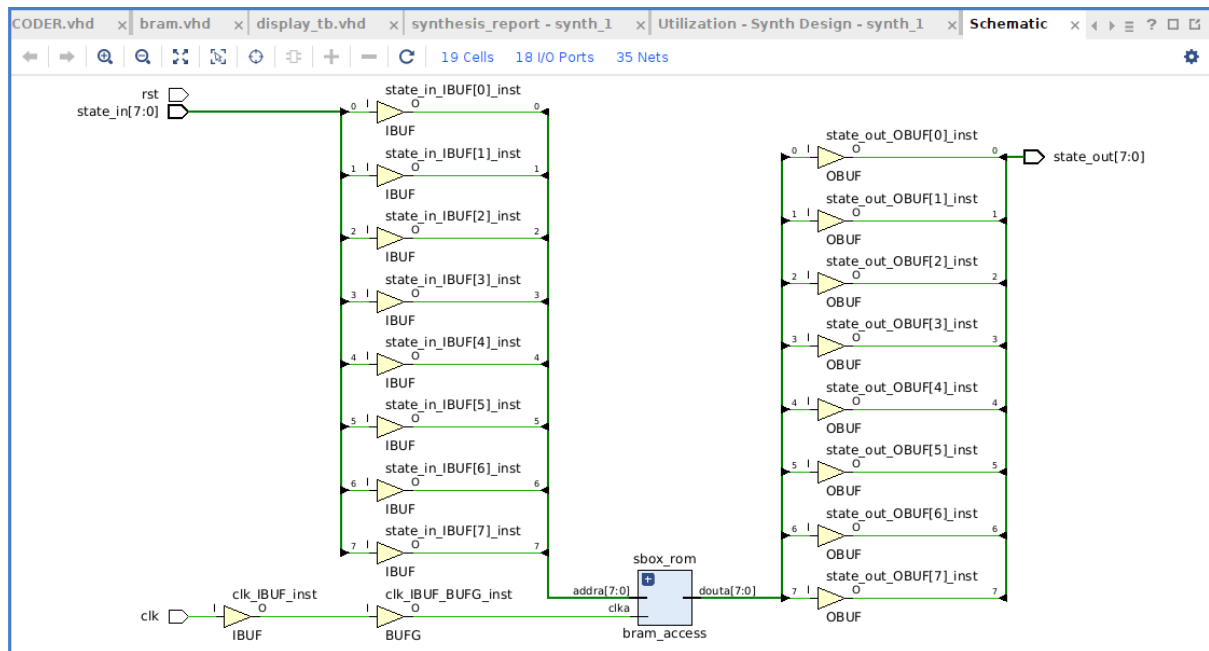 CODER.vhd × bram.vhd × display_tb.vhd × synthesis_report - synth_1 × Utilization - Synth Design - synth_1 × Schematic × ?
19 Cells 18 I/O Ports 35 Nets
rst
state_in[7:0]
state_in_IBUF[0]_inst
0 I O 0
IBUF
state_in_IBUF[1]_inst
1 I O 1
IBUF
state_in_IBUF[2]_inst
2 I O 2
IBUF
state_in_IBUF[3]_inst
3 I O 3
IBUF
state_in_IBUF[4]_inst
4 I O 4
IBUF
state_in_IBUF[5]_inst
5 I O 5
IBUF
state_in_IBUF[6]_inst
6 I O 6
IBUF
state_in_IBUF[7]_inst
7 I O 7
IBUF
clk
clk_IBUF_inst
I O
IBUF
clk_IBUF_BUFG_inst
I O
BUFG
sbox_rom
addra[7:0] douta[7:0]
clka
bram_access
state_out_OBUF[0]_inst
0 I O 0
OBUF
state_out_OBUF[1]_inst
1 I O 1
OBUF
state_out_OBUF[2]_inst
2 I O 2
OBUF
state_out_OBUF[3]_inst
3 I O 3
OBUF
state_out_OBUF[4]_inst
4 I O 4
OBUF
state_out_OBUF[5]_inst
5 I O 5
OBUF
state_out_OBUF[6]_inst
6 I O 6
OBUF
state_out_OBUF[7]_inst
7 I O 7
OBUF
state_out[7:0]